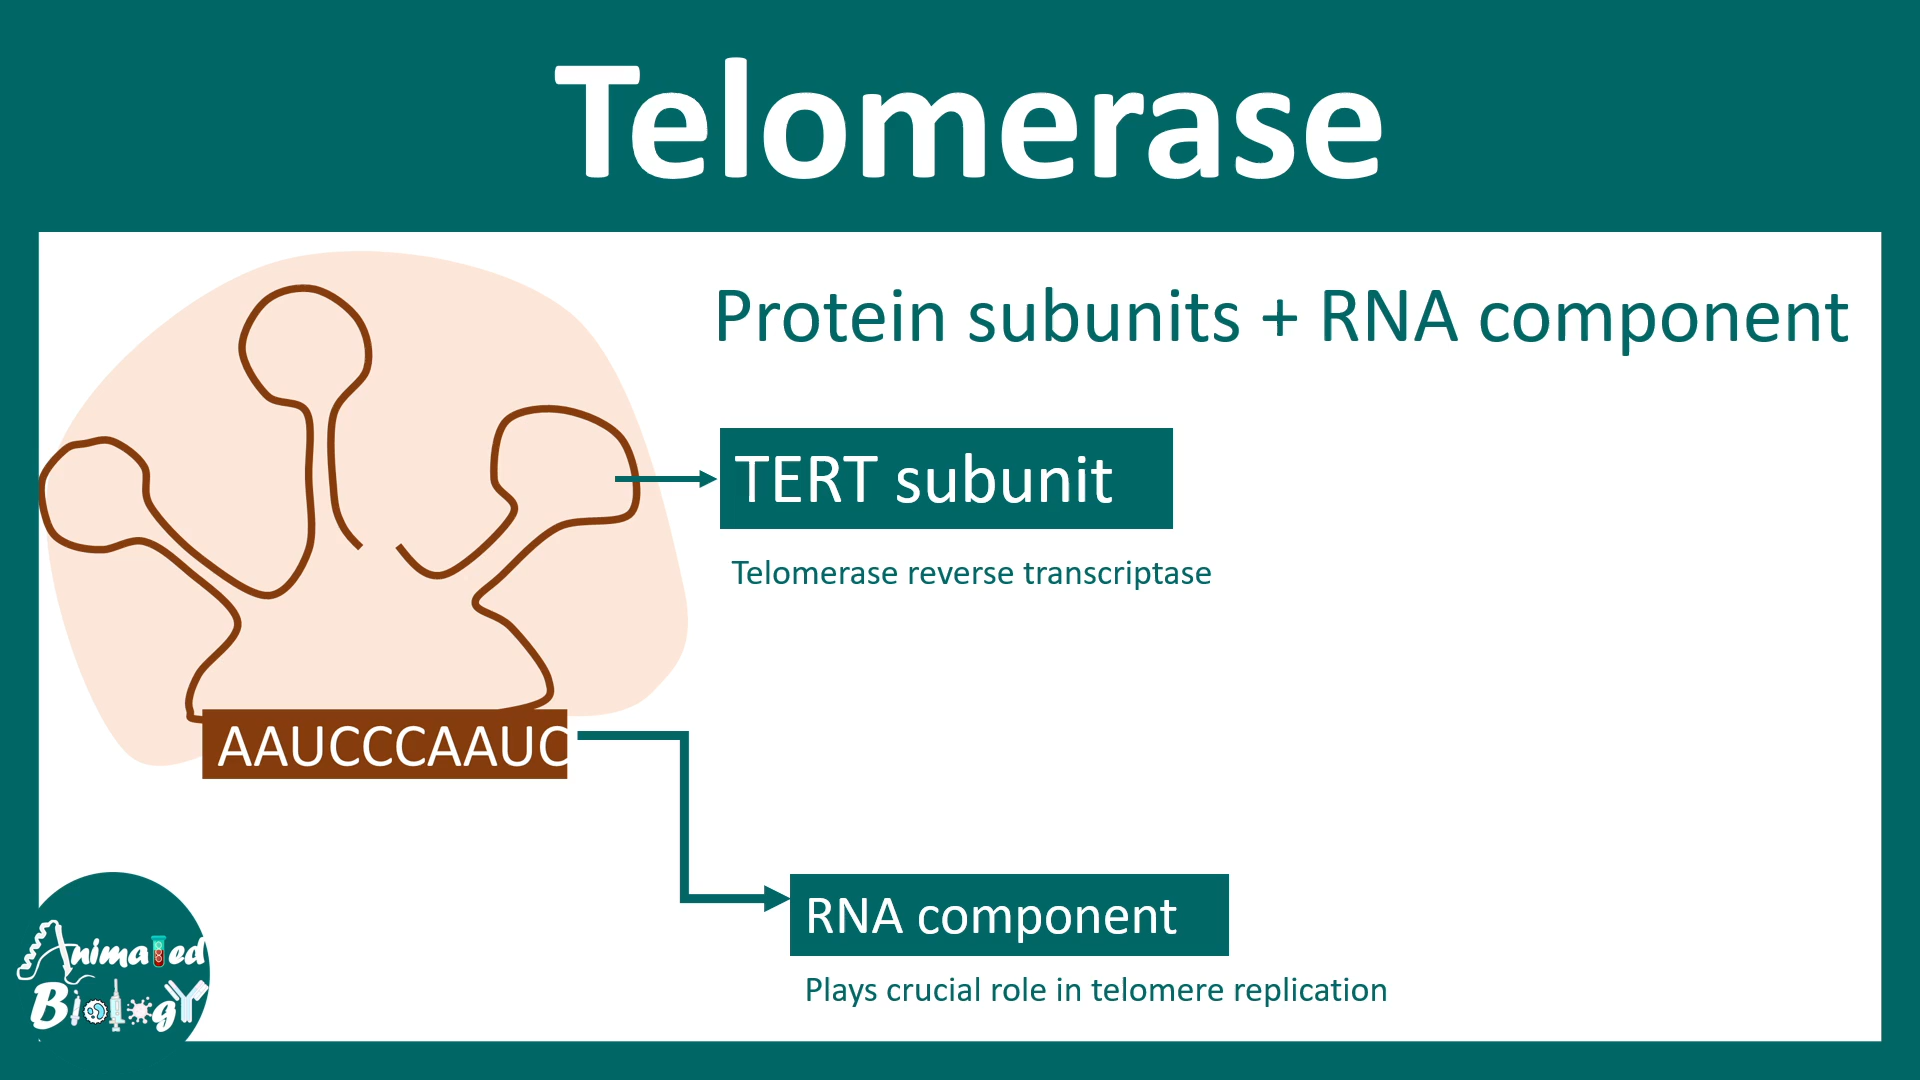 Telomerase
Protein subunits + RNA component
TERT subunit
Telomerase reverse transcriptase
AAUCCCAAUC
RNA component
Plays crucial role in telomere replication
Animated
Biology